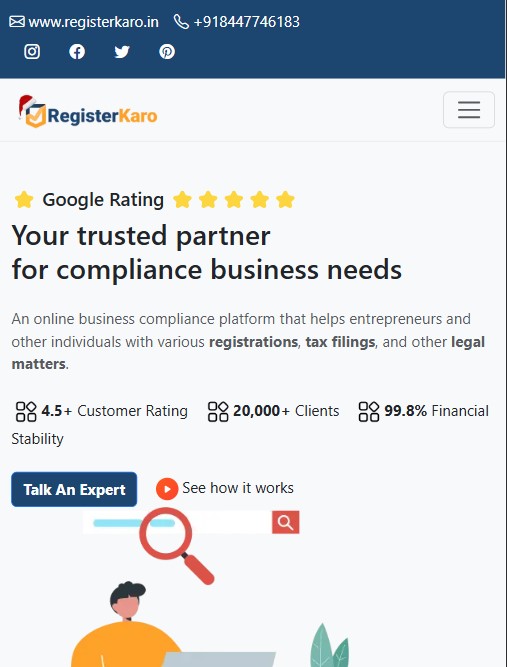 www.registerkaro.in +918447746183
RegisterKaro
Google Rating
Your trusted partner
for compliance business needs
An online business compliance platform that helps entrepreneurs and
other individuals with various registrations, tax filings, and other legal
matters.
4.5+ Customer Rating 20,000+ Clients 99.8% Financial
Stability
Talk An Expert See how it works